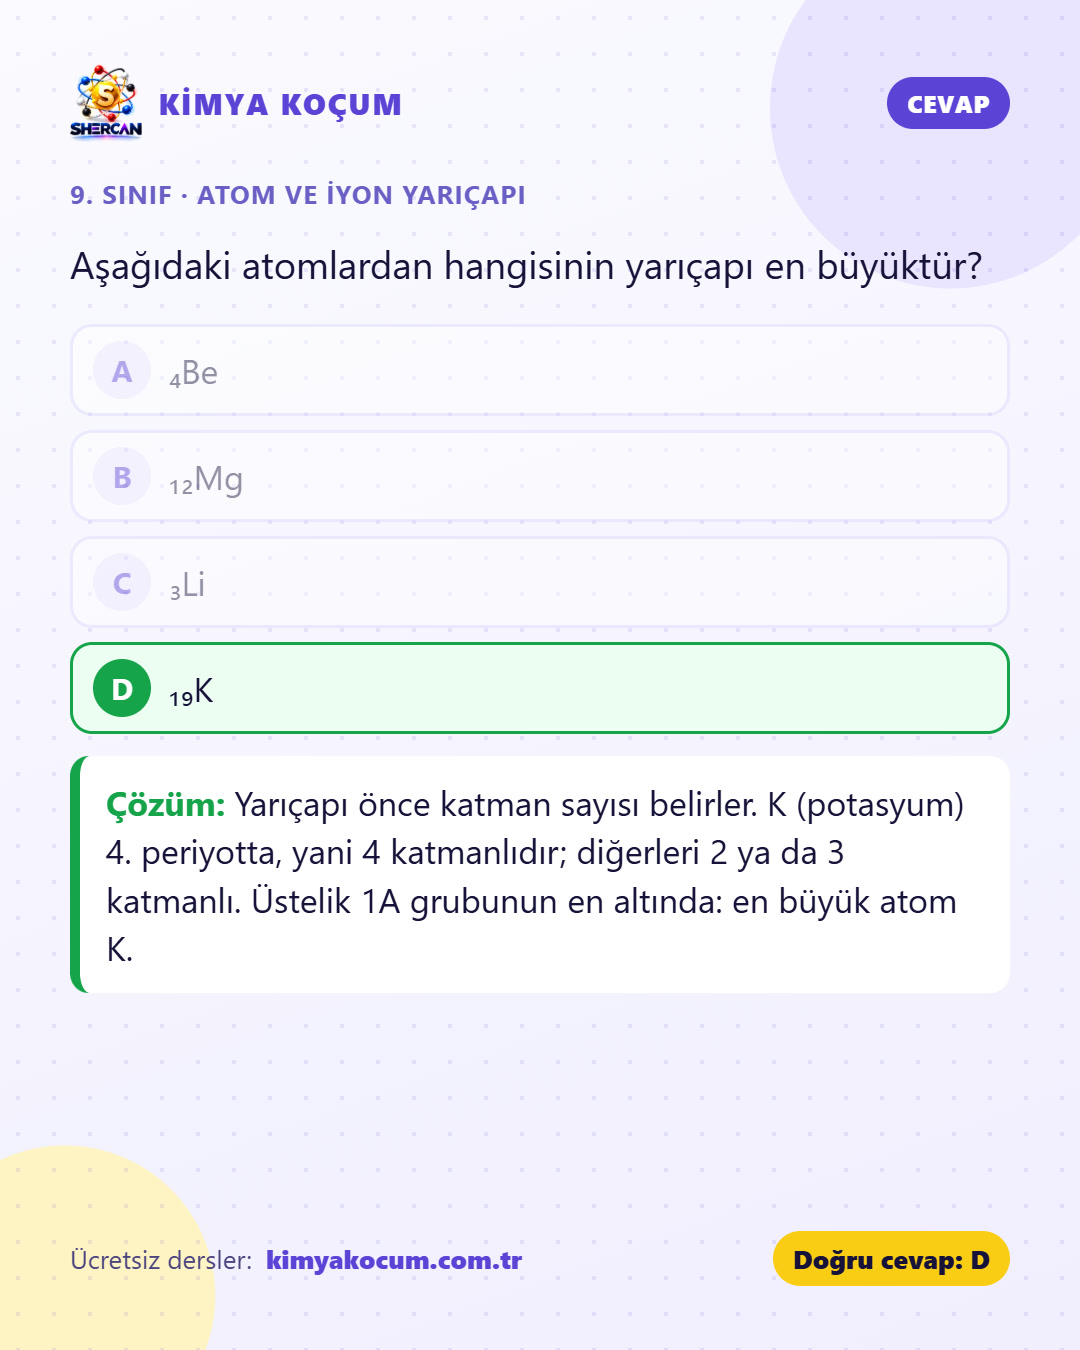 SHERCAN
KİMYA KOÇUM
CEVAP
9. SINIF · ATOM VE İYON YARIÇAPI
Aşağıdaki atomlardan hangisinin yarıçapı en büyüktür?
A ₄Be
B ₁₂Mg
C ₃Li
D ₁₉K
Çözüm: Yarıçapı önce katman sayısı belirler. K (potasyum)
4. periyotta, yani 4 katmanlıdır; diğerleri 2 ya da 3
katmanlı. Üstelik 1A grubunun en altında: en büyük atom
K.
Ücretsiz dersler: kimyakocum.com.tr
Doğru cevap: D